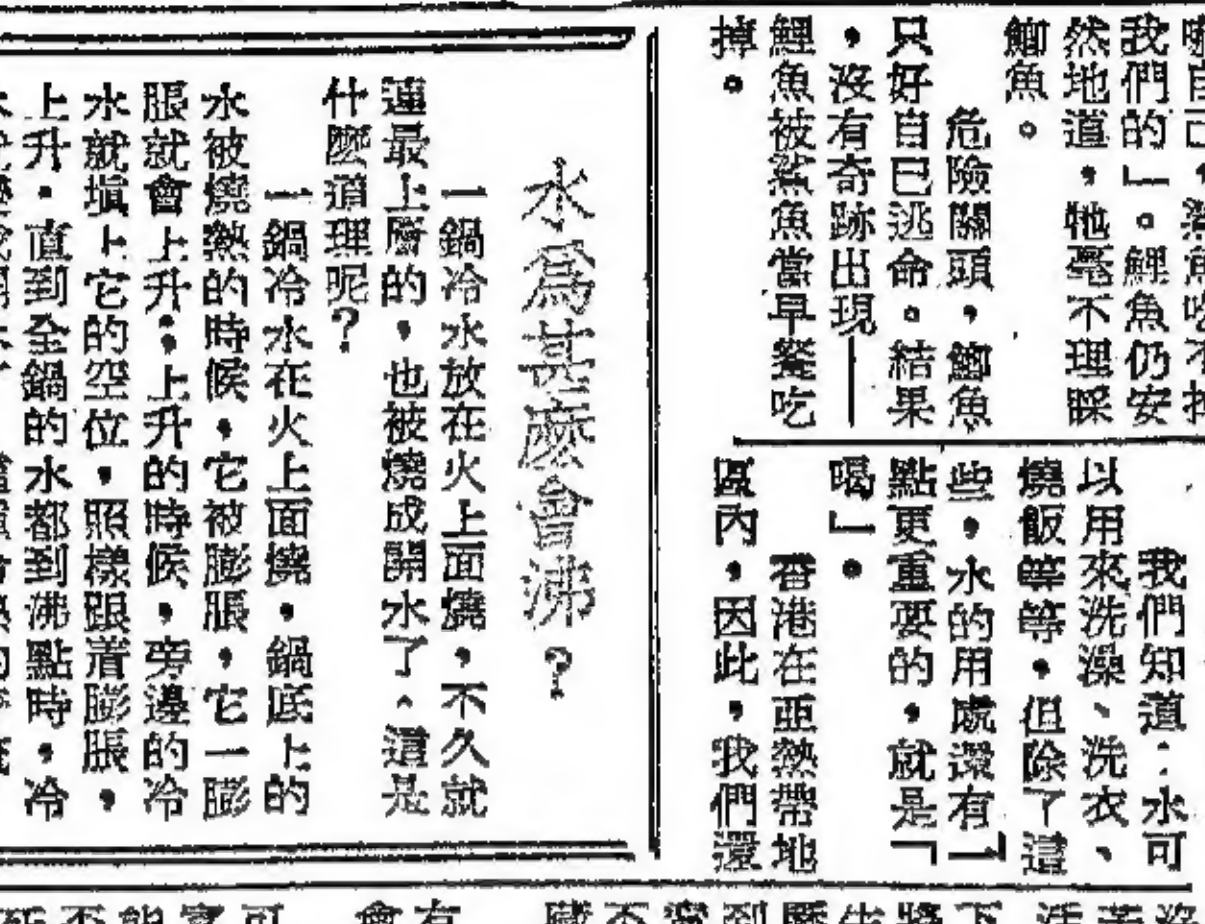 我們的」。鯉魚仍安
然地道,牠毫不理睬
鰂魚。
危險關頭,鰂魚
只好自己逃命。結果
,沒有奇跡出現——
鯉魚被鯊魚當早餐吃
掉。
我們知道:水可
以用來洗澡、洗衣、
燒飯等等,但除了這
些,水的用處還有一
點更重要的,就是「
喝」。
香港在亞熱帶地
區內,因此,我們還
水爲甚麽會沸?
一鍋冷水放在火上面燒,不久就
連最上層的,也被燒成開水了、這是
什麽道理呢?
一鍋冷水在火上面燒,鍋底上的
水被燒熱的時候,它被膨脹,它一膨
脹就會上升;上升的時候,旁邊的冷
水就塡上它的空位,照樣跟着膨脹,
上升,直到全鍋的水都到沸點時,冷